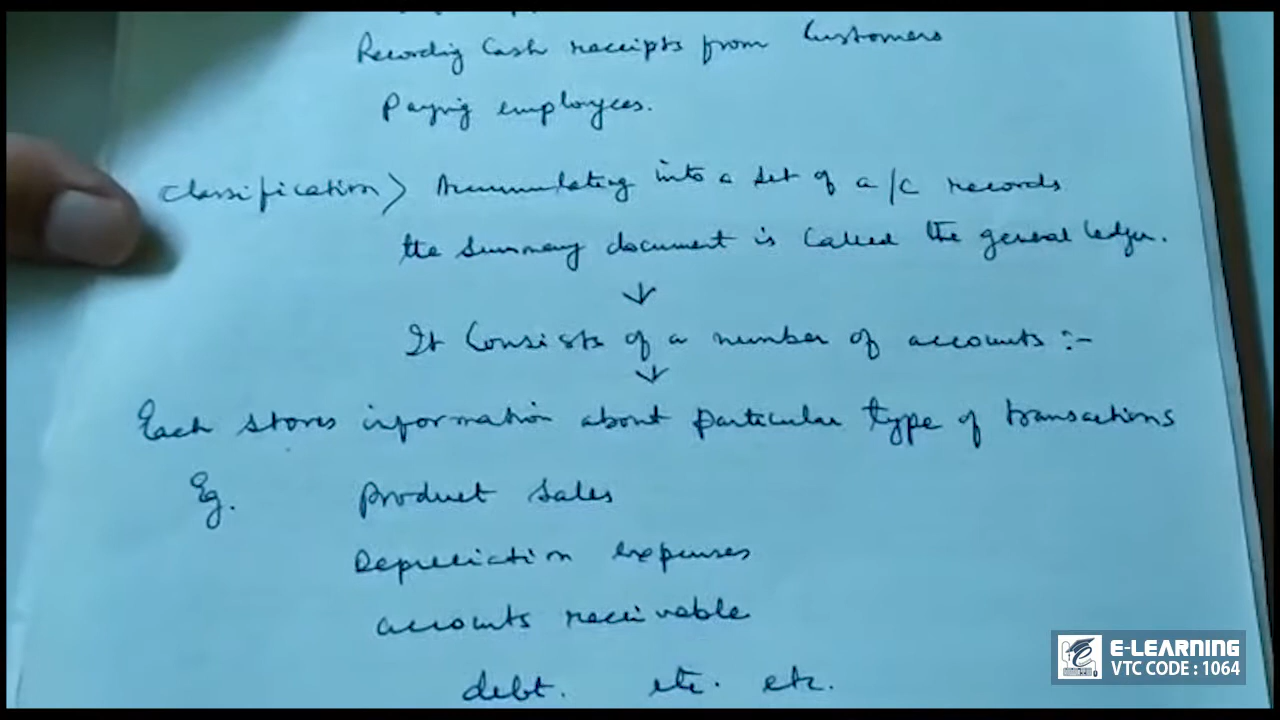 Recording Cash receipts from Customers
Paying employees.
Classification > Accumulating into a set of a/c records
the summary document is called the general ledger.
↓
It Consists of a number of accounts :-
↓
Each stores information about particular type of transactions
Eg. Product Sales
Depreciation expenses
accounts receivable
debt. etc. etc.
E-LEARNING
VTC CODE : 1064